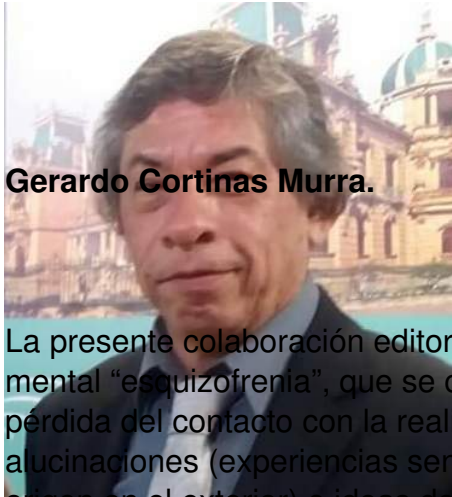 Gerardo Cortinas Murra.
La presente colaboración editor
mental “esquizofrenia”, que se
pérdida del contacto con la real
alucinaciones (experiencias sen